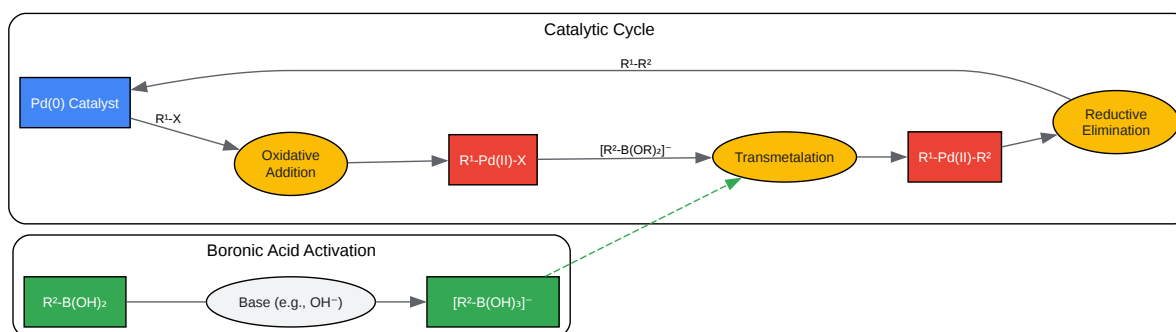 Catalytic Cycle
R¹-R²
Pd(0) Catalyst
R¹-X
Oxidative
Addition
R¹-Pd(II)-X
[R²-B(OR)₂]⁻
Transmetalation
R¹-Pd(II)-R²
Reductive
Elimination
Boronic Acid Activation
R²-B(OH)₂
Base (e.g., OH⁻)
[R²-B(OH)₃]⁻